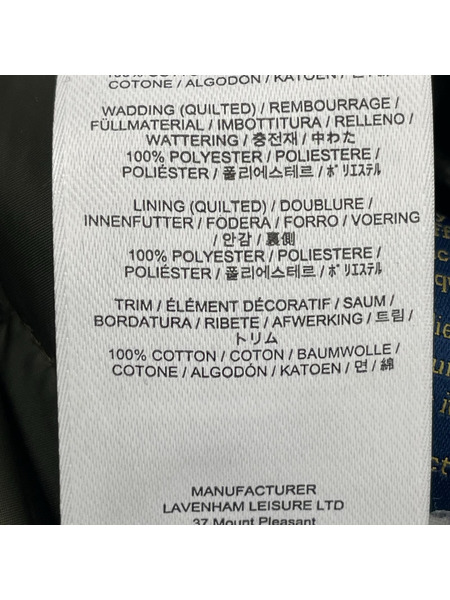 COTONE / ALGODON / KATOEN /
WADDING (QUILTED) / REMBOURRAGE /
FÜLLMATERIAL / IMBOTTITURA / RELLENO /
WATTERING / 충전재 / 中わた
100% POLYESTER / POLIESTERE /
POLIÉSTER / 폴리에스테르 / ポリエステル
LINING (QUILTED) / DOUBLURE /
INNENFUTTER / FODERA / FORRO / VOERING
/ 안감 / 裏側
100% POLYESTER / POLIESTERE /
POLIÉSTER / 폴리에스테르 / ポリエステル
TRIM / ÉLÉMENT DÉCORATIF / SAUM /
BORDATURA / RIBETE / AFWERKING / 트림 /
トリム
100% COTTON / COTON / BAUMWOLLE /
COTONE / ALGODÓN / KATOEN / 면 / 綿
MANUFACTURER
LAVENHAM LEISURE LTD
37 Mount Pleasant